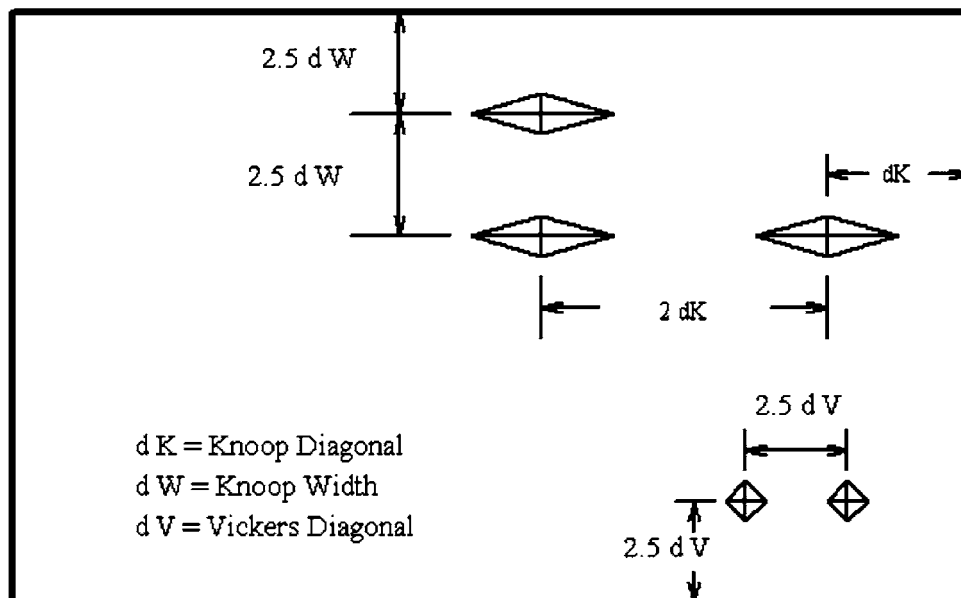 2.5 d W
2.5 d W
dK
2 dK
2.5 d V
d K = Knoop Diagonal
d W = Knoop Width
d V = Vickers Diagonal
2.5 d V